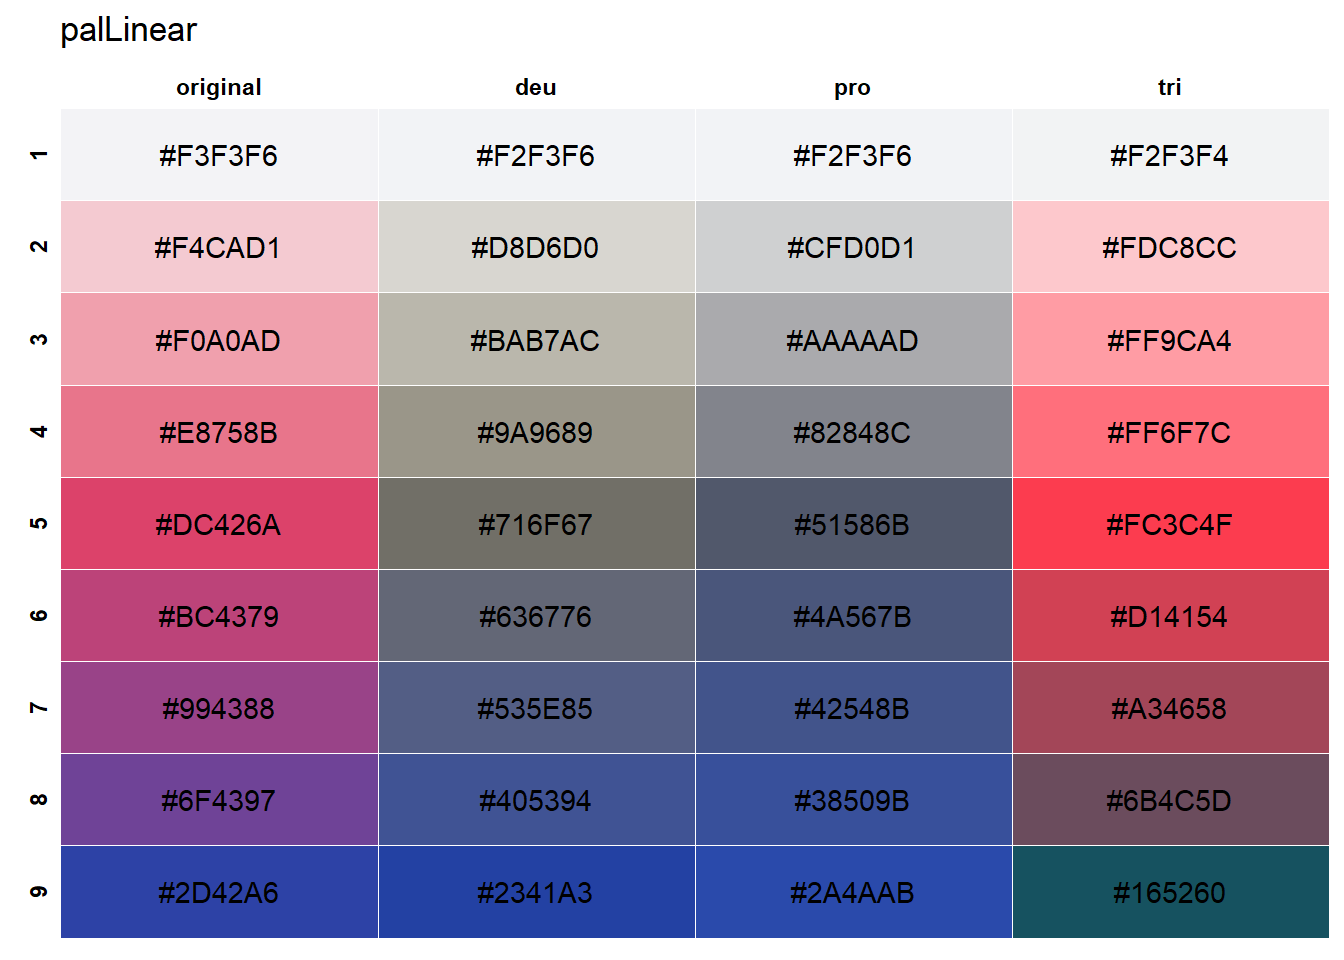 palLinear
original deu pro tri
1 #F3F3F6 #F2F3F6 #F2F3F6 #F2F3F4
2 #F4CAD1 #D8D6D0 #CFD0D1 #FDC8CC
3 #F0A0AD #BAB7AC #AAAAAD #FF9CA4
4 #E8758B #9A9689 #82848C #FF6F7C
5 #DC426A #716F67 #51586B #FC3C4F
6 #BC4379 #636776 #4A567B #D14154
7 #994388 #535E85 #42548B #A34658
8 #6F4397 #405394 #38509B #6B4C5D
9 #2D42A6 #2341A3 #2A4AAB #165260